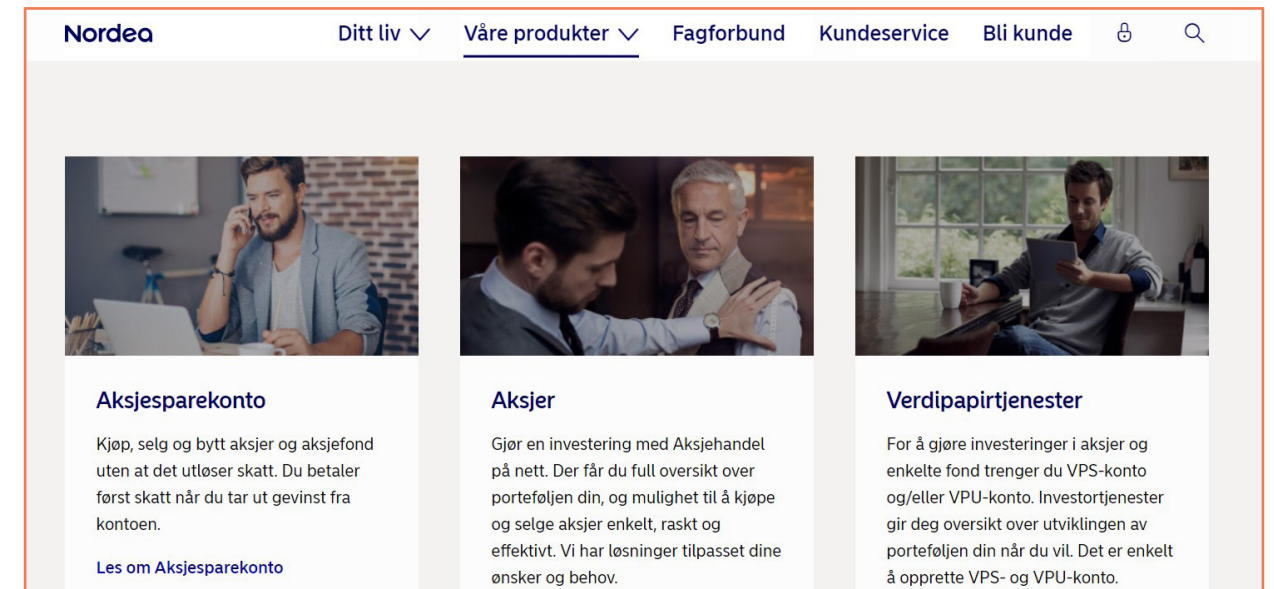 Nordea Ditt liv Våre produkter Fagforbund Kundeservice Bli kunde
Aksjesparekonto
Kjøp, selg og bytt aksjer og aksjefond
uten at det utløser skatt. Du betaler
først skatt når du tar ut gevinst fra
kontoen.
Les om Aksjesparekonto
Aksjer
Gjør en investering med Aksjehandel
på nett. Der får du full oversikt over
porteføljen din, og mulighet til å kjøpe
og selge aksjer enkelt, raskt og
effektivt. Vi har løsninger tilpasset dine
ønsker og behov.
Verdipapirtjenester
For å gjøre investeringer i aksjer og
enkelte fond trenger du VPS-konto
og/eller VPU-konto. Investortjenester
gir deg oversikt over utviklingen av
porteføljen din når du vil. Det er enkelt
å opprette VPS- og VPU-konto.